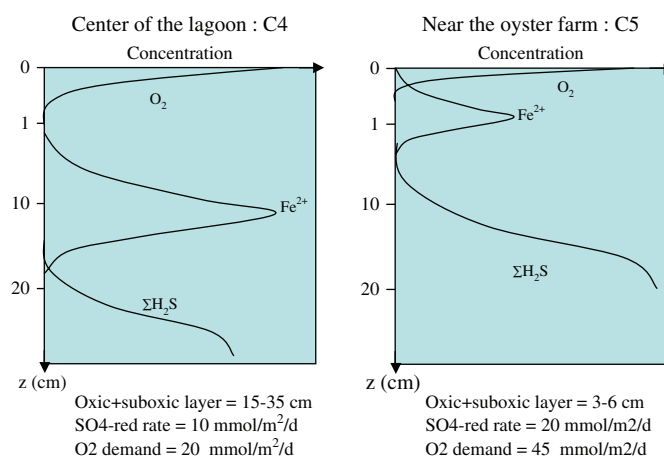 Center of the lagoon : C4
Concentration
0
O₂
1
10
Fe²⁺
20
ΣH₂S
z (cm)
Oxic+suboxic layer = 15-35 cm
SO4-red rate = 10 mmol/m²/d
O2 demand = 20 mmol/m²/d
Near the oyster farm : C5
Concentration
0
O₂
Fe²⁺
1
10
ΣH₂S
20
z (cm)
Oxic+suboxic layer = 3-6 cm
SO4-red rate = 20 mmol/m2/d
O2 demand = 45 mmol/m2/d